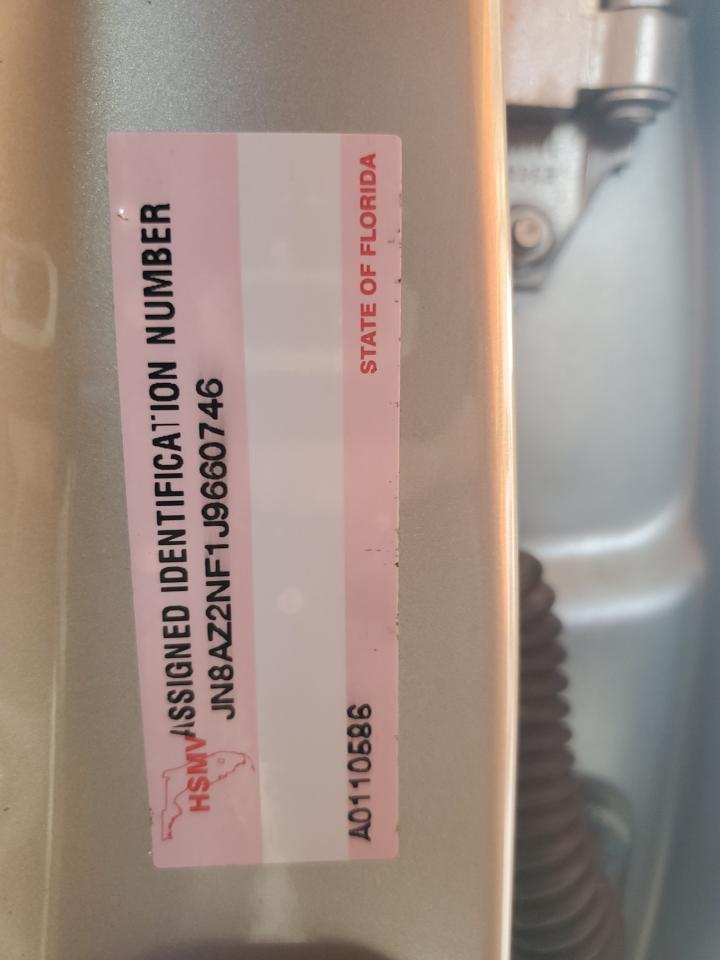 ASSIGNED IDENTIFICATION NUMBER
HSMV
JN8AZ2NF1J9660746
A0110586
STATE OF FLORIDA